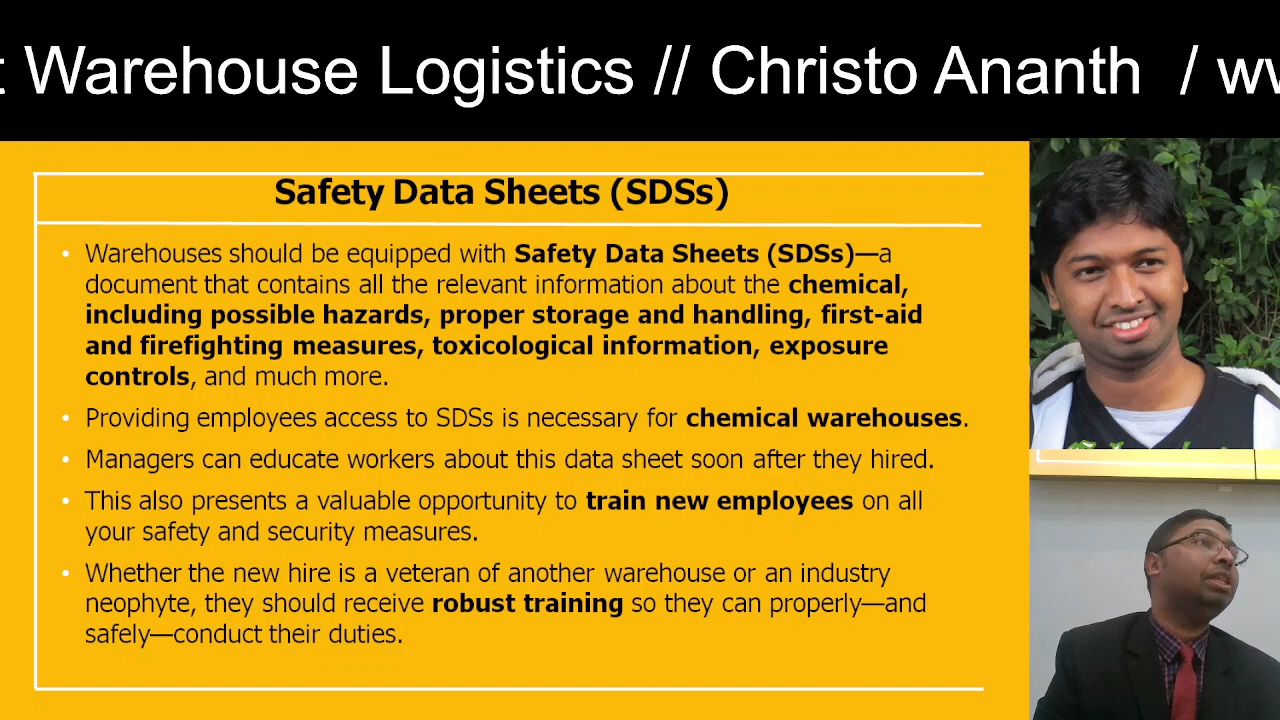 Warehouse Logistics // Christo Ananth /
Safety Data Sheets (SDSs)
• Warehouses should be equipped with Safety Data Sheets (SDSs)—a
document that contains all the relevant information about the chemical,
including possible hazards, proper storage and handling, first-aid
and firefighting measures, toxicological information, exposure
controls, and much more.
• Providing employees access to SDSs is necessary for chemical warehouses.
• Managers can educate workers about this data sheet soon after they hired.
• This also presents a valuable opportunity to train new employees on all
your safety and security measures.
• Whether the new hire is a veteran of another warehouse or an industry
neophyte, they should receive robust training so they can properly—and
safely—conduct their duties.